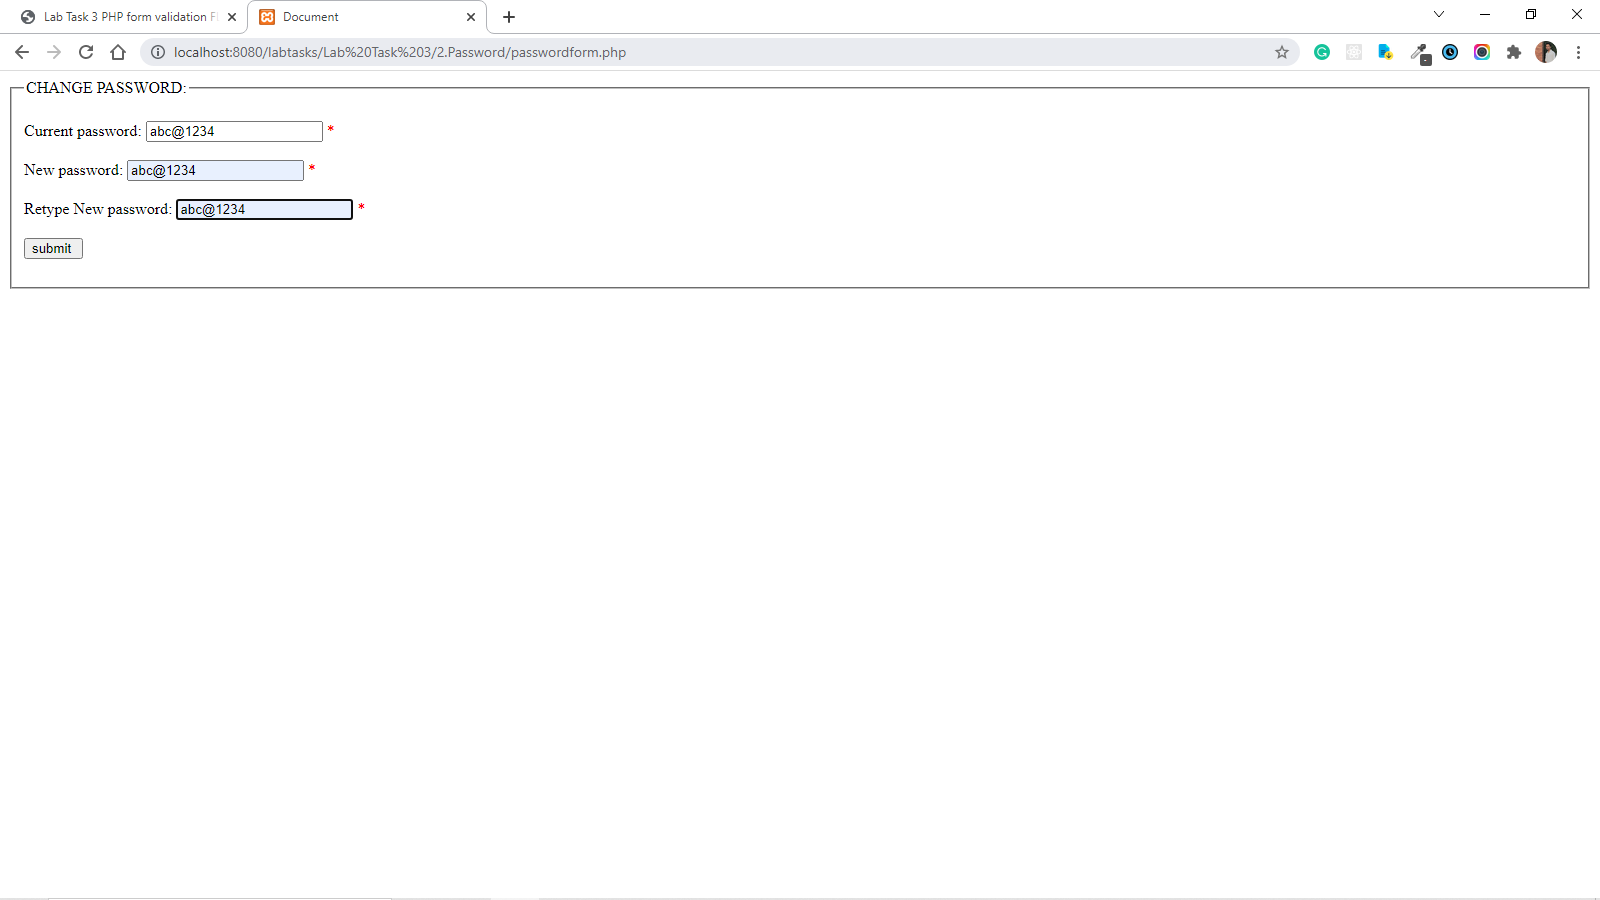 Lab Task 3 PHP form validation
Document
localhost:8080/labtasks/Lab%20Task%203/2.Password/passwordform.php
CHANGE PASSWORD:
Current password: abc@1234 *
New password: abc@1234 *
Retype New password: abc@1234 *
submit